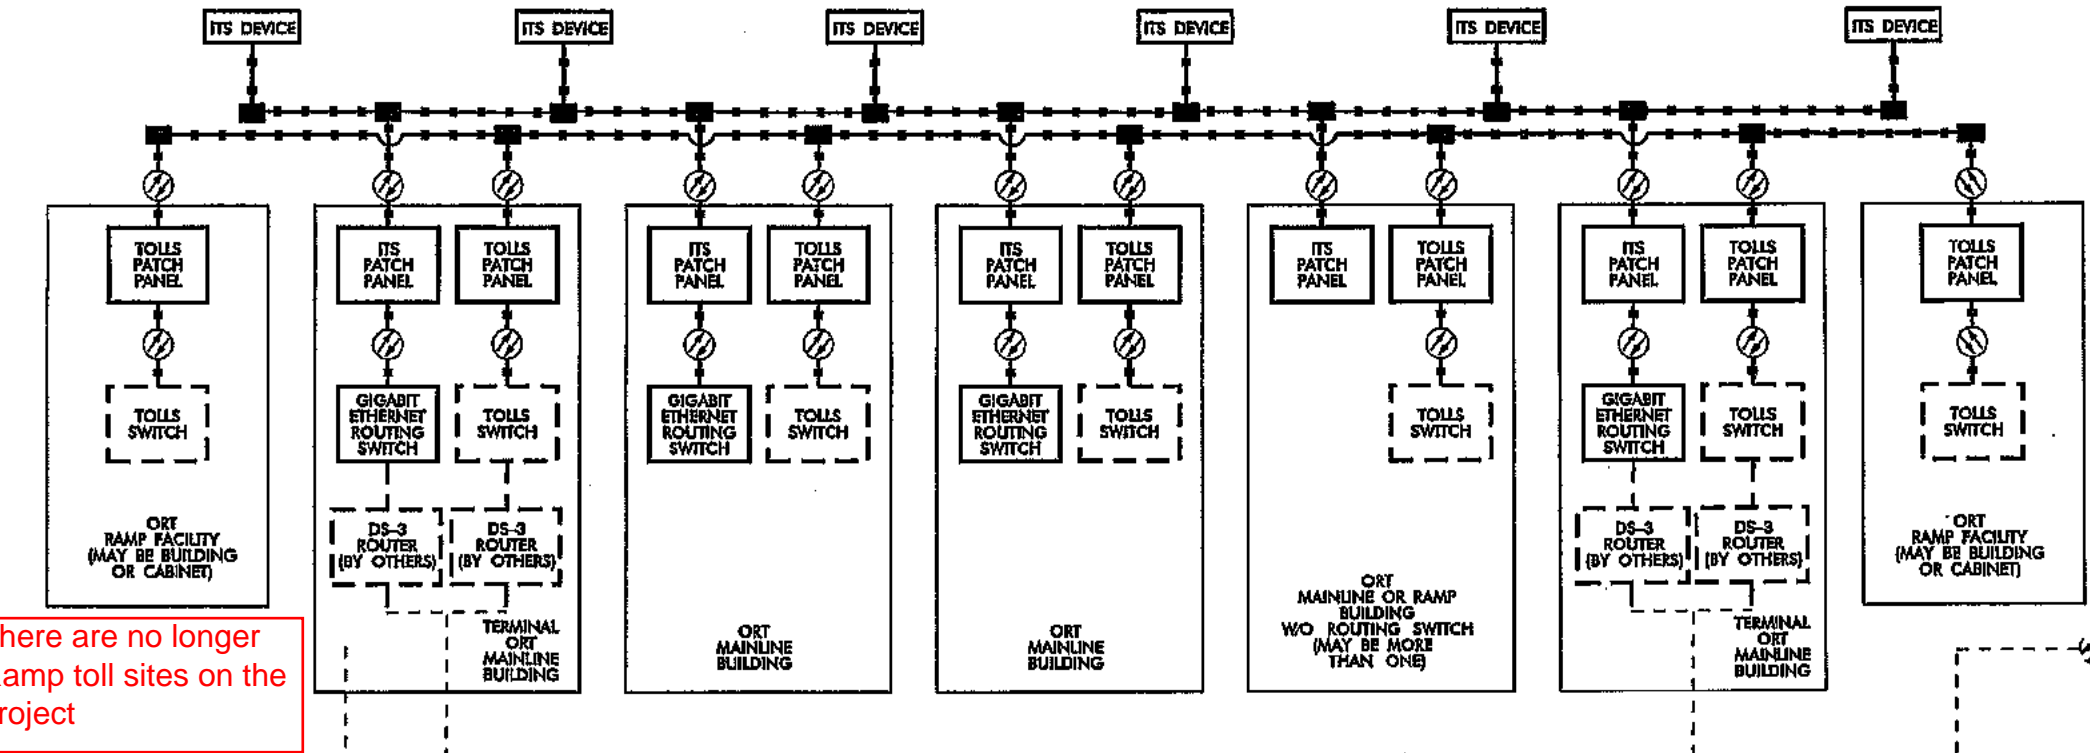 ITS DEVICE
ITS DEVICE
ITS DEVICE
ITS DEVICE
ITS DEVICE
ITS DEVICE
TOLLS
PATCH
PANEL
TOLLS
SWITCH
ORT
RAMP FACILITY
(MAY BE BUILDING
OR CABINET)
ITS
PATCH
PANEL
GIGABIT
ETHERNET
ROUTING
SWITCH
DS-3
ROUTER
(BY OTHERS)
TOLLS
PATCH
PANEL
TOLLS
SWITCH
DS-3
ROUTER
(BY OTHERS)
TERMINAL
ORT
MAINLINE
BUILDING
ITS
PATCH
PANEL
GIGABIT
ETHERNET
ROUTING
SWITCH
TOLLS
PATCH
PANEL
TOLLS
SWITCH
ORT
MAINLINE
BUILDING
ITS
PATCH
PANEL
GIGABIT
ETHERNET
ROUTING
SWITCH
TOLLS
PATCH
PANEL
TOLLS
SWITCH
ORT
MAINLINE
BUILDING
ITS
PATCH
PANEL
TOLLS
PATCH
PANEL
TOLLS
SWITCH
ORT
MAINLINE OR RAMP
BUILDING
W/O ROUTING SWITCH
(MAY BE MORE
THAN ONE)
ITS
PATCH
PANEL
GIGABIT
ETHERNET
ROUTING
SWITCH
DS-3
ROUTER
(BY OTHERS)
TOLLS
PATCH
PANEL
TOLLS
SWITCH
DS-3
ROUTER
(BY OTHERS)
TERMINAL
ORT
MAINLINE
BUILDING
TOLLS
PATCH
PANEL
TOLLS
SWITCH
ORT
RAMP FACILITY
(MAY BE BUILDING
OR CABINET)
here are no longer
amp toll sites on the
roject